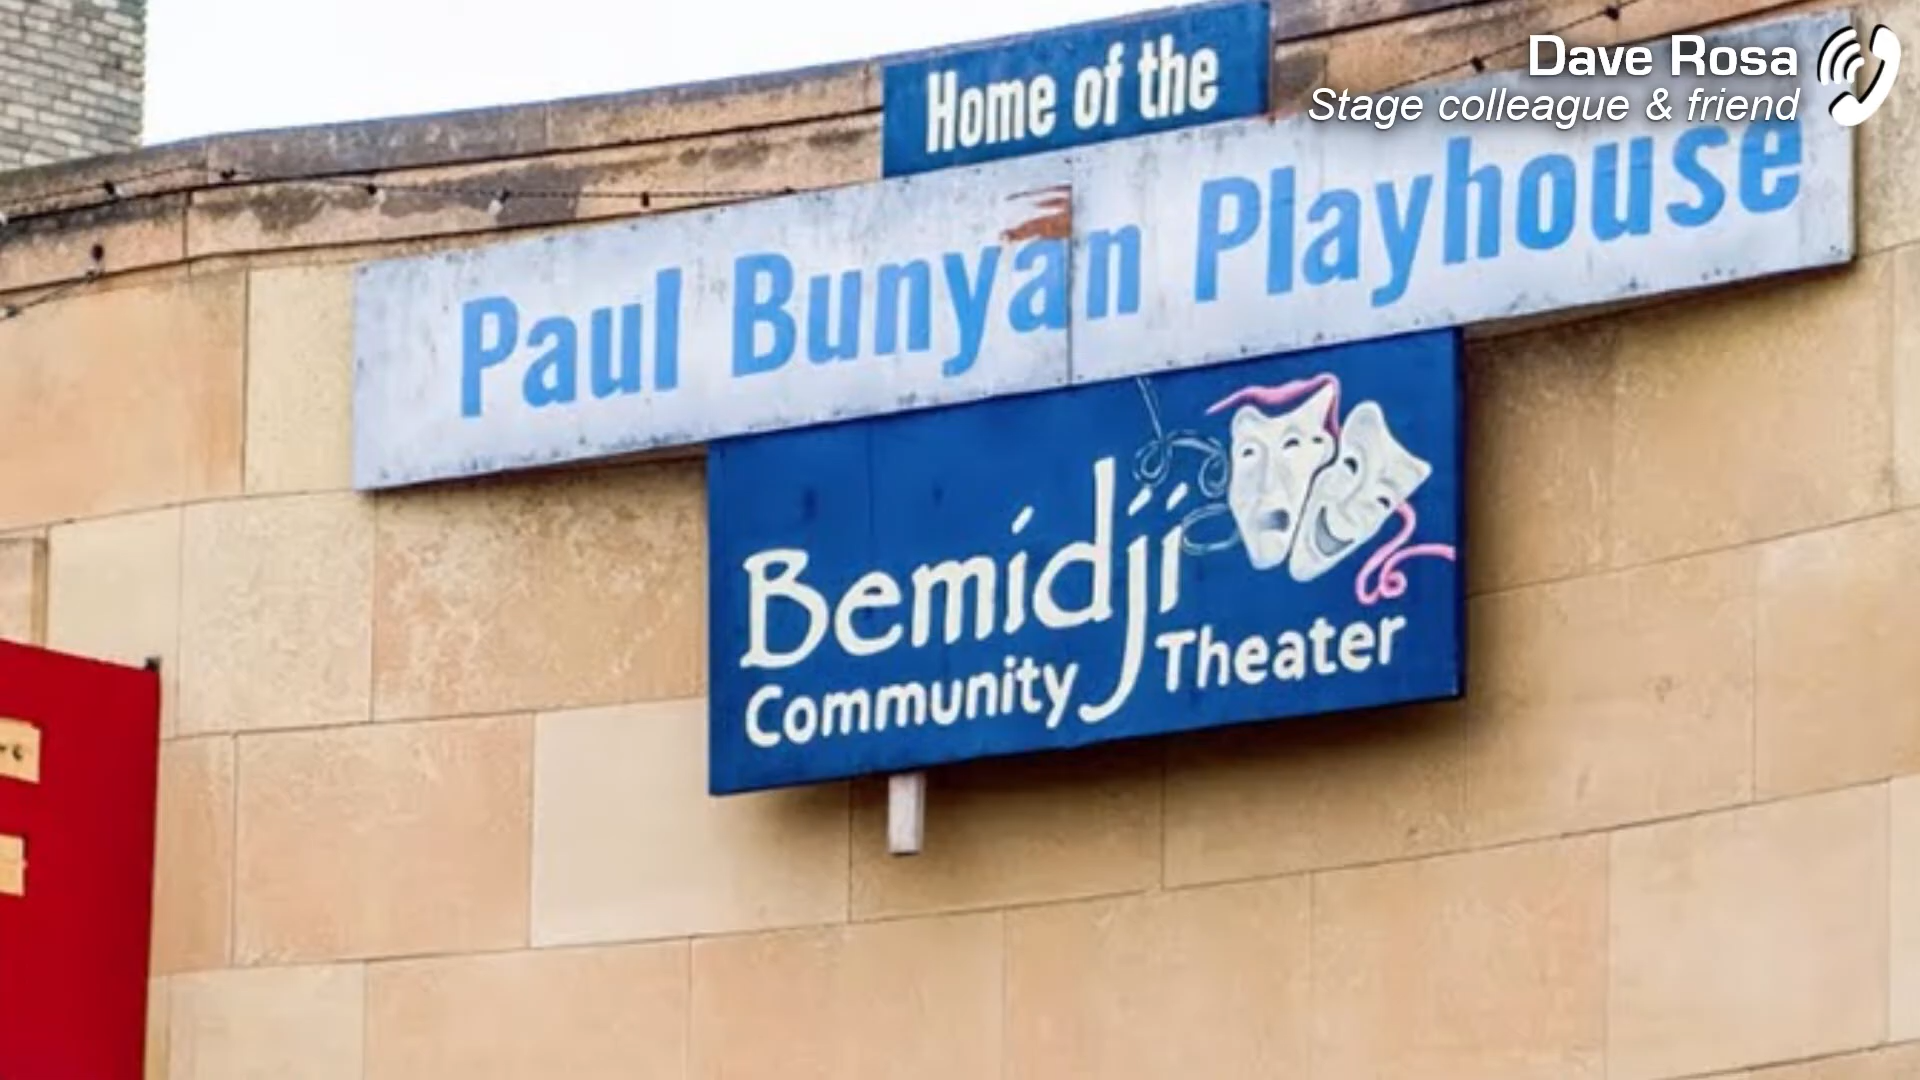 Dave Rosa
Stage colleague & friend
Home of the
Paul Bunyan Playhouse
Bemidji
Community Theater